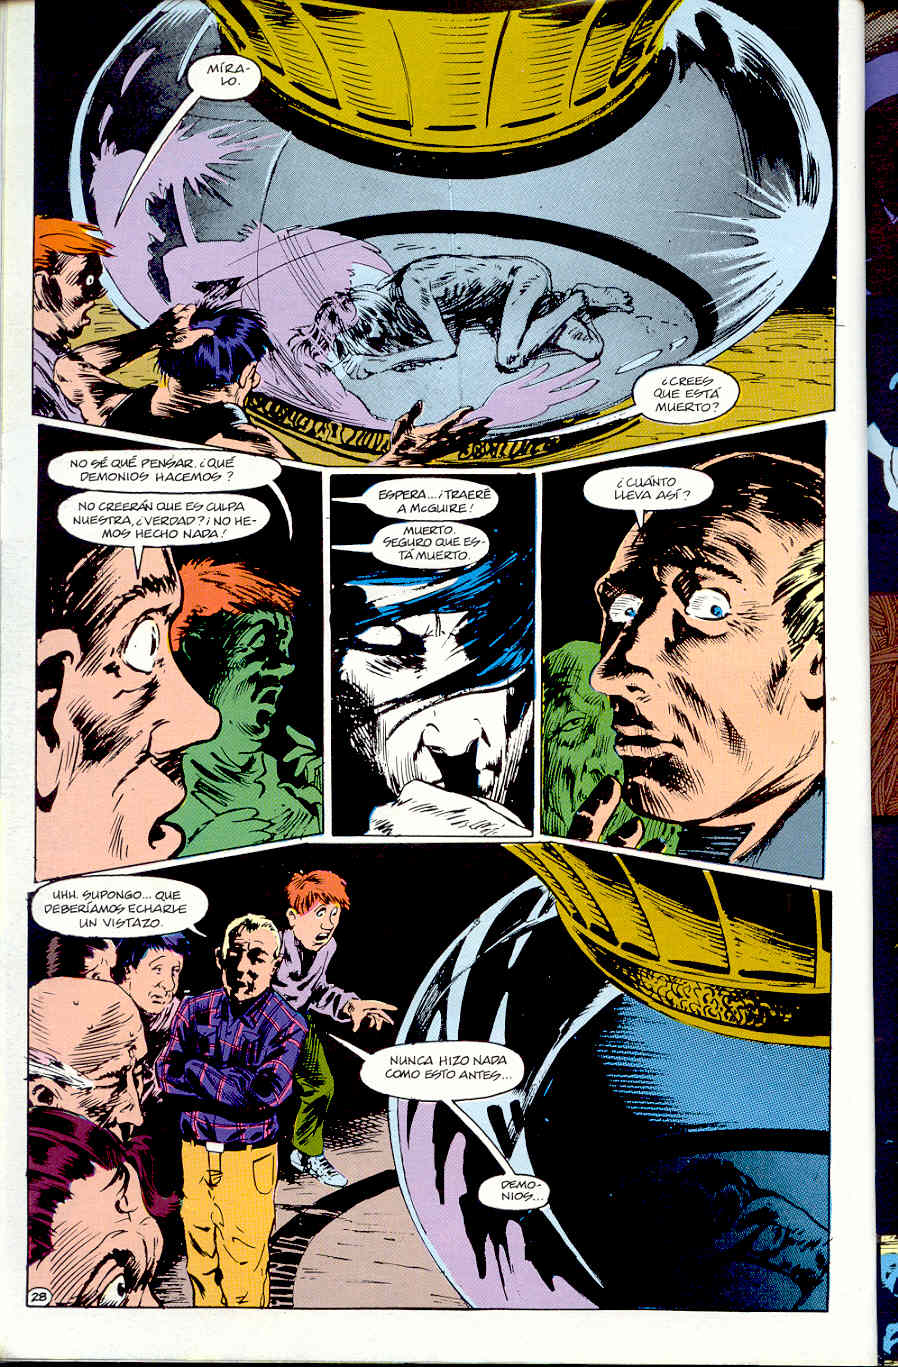 MÍRA-
LO.
¿CREES
QUE ESTÁ
MUERTO?
NO SÉ QUÉ PENSAR. ¿QUÉ
DEMONIOS HACEMOS?
NO CREERÁN QUE ES CULPA
NUESTRA, ¿VERDAD? ¡NO HE-
MOS HECHO NADA!
ESPERA... ¡TRAERÉ
A McGUIRE!
MUERTO.
SEGURO QUE ES-
TÁ MUERTO.
¿CUÁNTO
LLEVA ASÍ?
UHH. SUPONGO... QUE
DEBERÍAMOS ECHARLE
UN VISTAZO.
NUNCA HIZO NADA
COMO ESTO ANTES...
DEMO-
NIOS...
28